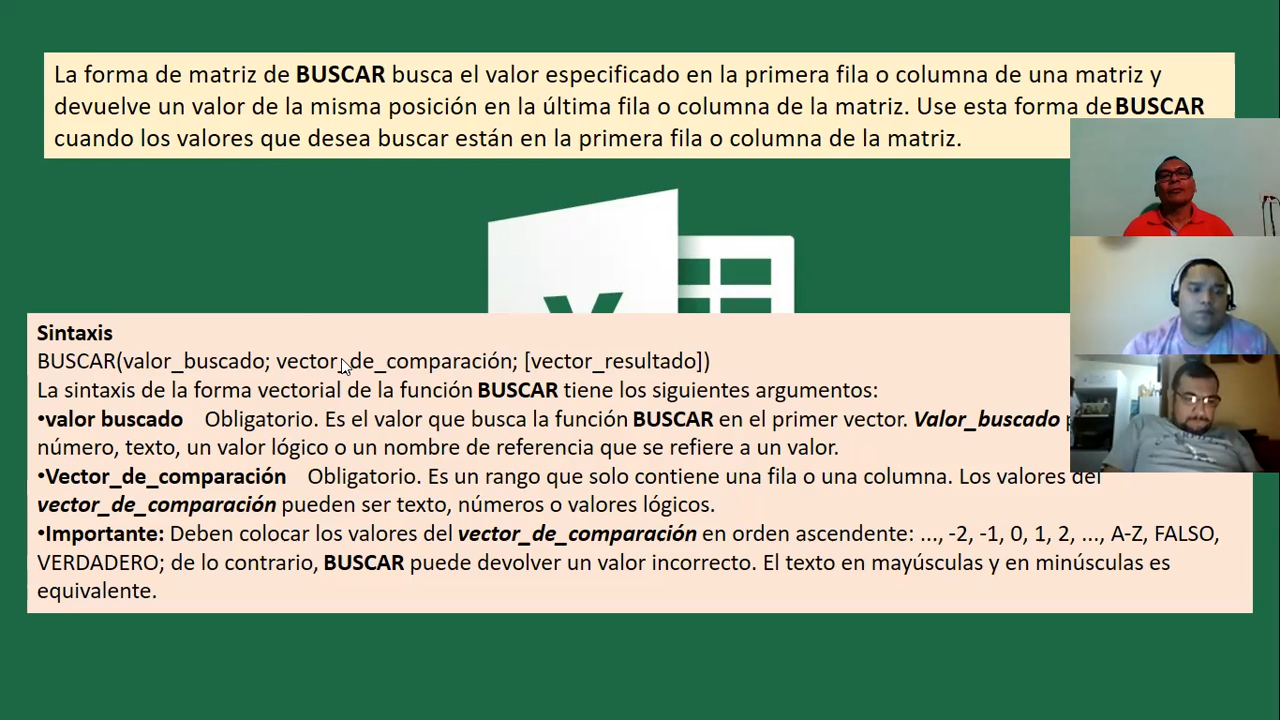 La forma de matriz de BUSCAR busca el valor especificado en la primera fila o columna de una matriz y
devuelve un valor de la misma posición en la última fila o columna de la matriz. Use esta forma de BUSCAR
cuando los valores que desea buscar están en la primera fila o columna de la matriz.
Sintaxis
BUSCAR(valor_buscado; vector_de_comparación; [vector_resultado])
La sintaxis de la forma vectorial de la función BUSCAR tiene los siguientes argumentos:
•valor buscado Obligatorio. Es el valor que busca la función BUSCAR en el primer vector. Valor_buscado
número, texto, un valor lógico o un nombre de referencia que se refiere a un valor.
•Vector_de_comparación Obligatorio. Es un rango que solo contiene una fila o una columna. Los valores del
vector_de_comparación pueden ser texto, números o valores lógicos.
•Importante: Deben colocar los valores del vector_de_comparación en orden ascendente: ..., -2, -1, 0, 1, 2, ..., A-Z, FALSO,
VERDADERO; de lo contrario, BUSCAR puede devolver un valor incorrecto. El texto en mayúsculas y en minúsculas es
equivalente.